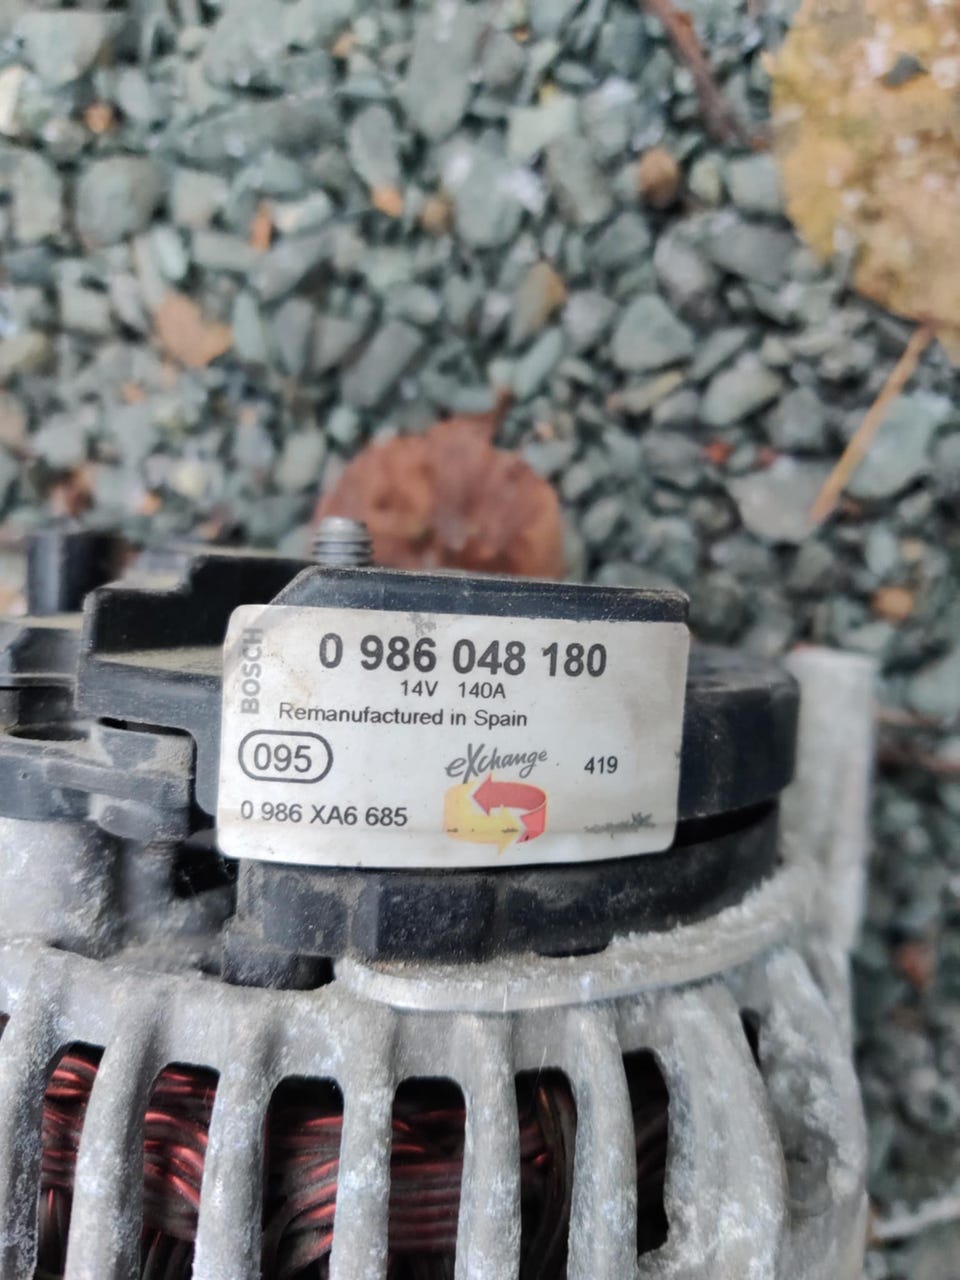 BOSCH
0 986 048 180
14V 140A
Remanufactured in Spain
095
eXchange
419
0 986 XA6 685